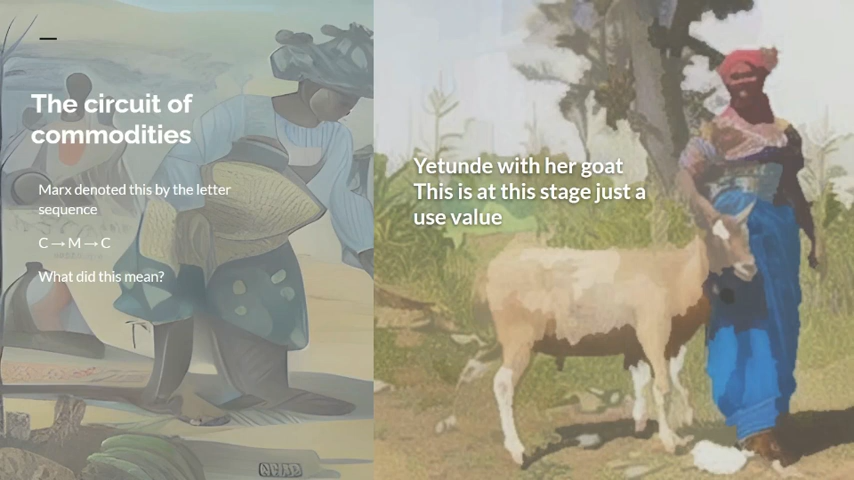 The circuit of
commodities
Marx denoted this by the letter
sequence
C→M→C
What did this mean?
Yetunde with her goat
This is at this stage just a
use value